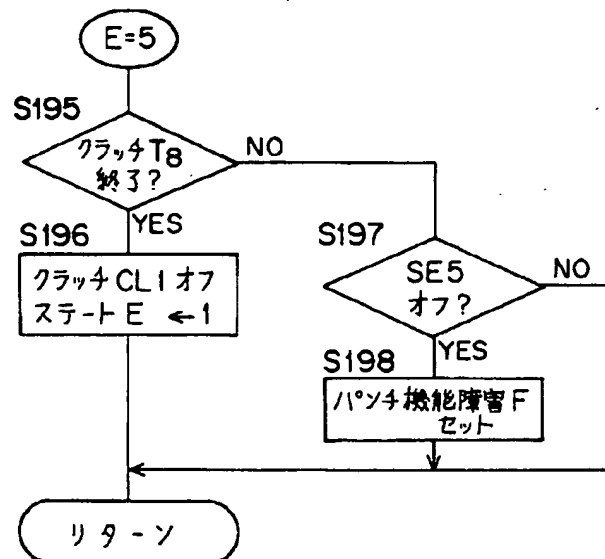 E=5
S195
クラッチT8
終了?
NO
YES
S196
クラッチCL1オフ
ステートE ←1
S197
SE5
オフ?
NO
YES
S198
パンチ機能障害F
セット
リターン